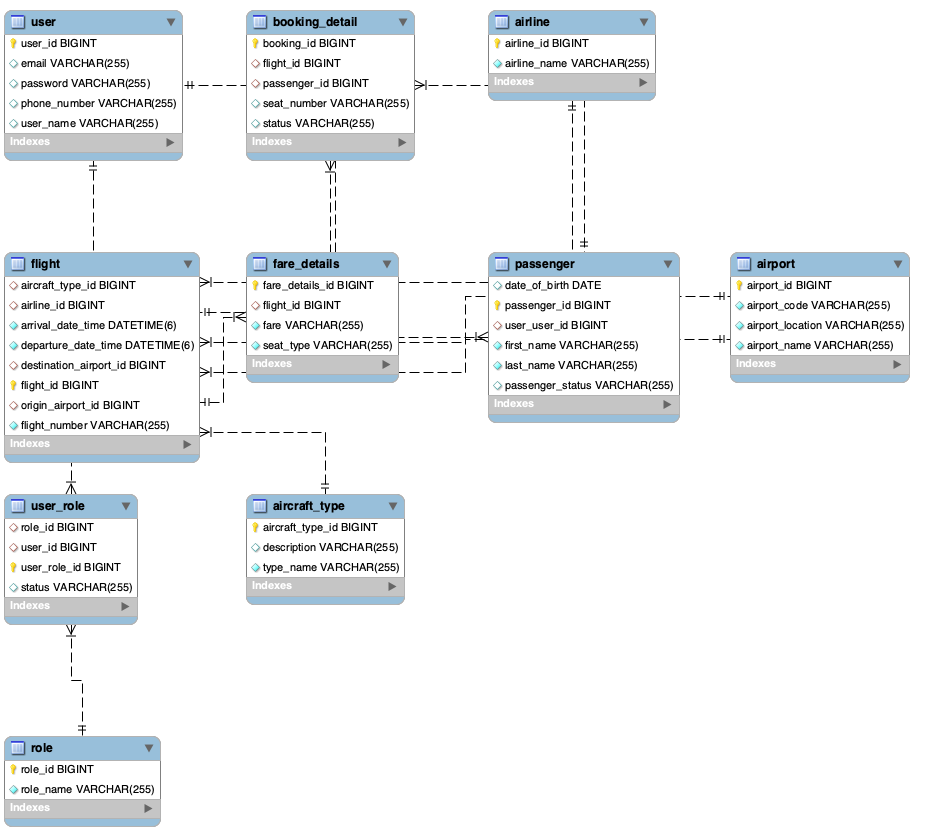 user
user_id BIGINT
email VARCHAR(255)
password VARCHAR(255)
phone_number VARCHAR(255)
user_name VARCHAR(255)
Indexes
booking_detail
booking_id BIGINT
flight_id BIGINT
passenger_id BIGINT
seat_number VARCHAR(255)
status VARCHAR(255)
Indexes
airline
airline_id BIGINT
airline_name VARCHAR(255)
Indexes
flight
aircraft_type_id BIGINT
airline_id BIGINT
arrival_date_time DATETIME(6)
departure_date_time DATETIME(6)
destination_airport_id BIGINT
flight_id BIGINT
origin_airport_id BIGINT
flight_number VARCHAR(255)
Indexes
fare_details
fare_details_id BIGINT
flight_id BIGINT
fare VARCHAR(255)
seat_type VARCHAR(255)
Indexes
passenger
date_of_birth DATE
passenger_id BIGINT
user_user_id BIGINT
first_name VARCHAR(255)
last_name VARCHAR(255)
passenger_status VARCHAR(255)
Indexes
airport
airport_id BIGINT
airport_code VARCHAR(255)
airport_location VARCHAR(255)
airport_name VARCHAR(255)
Indexes
user_role
role_id BIGINT
user_id BIGINT
user_role_id BIGINT
status VARCHAR(255)
Indexes
aircraft_type
aircraft_type_id BIGINT
description VARCHAR(255)
type_name VARCHAR(255)
Indexes
role
role_id BIGINT
role_name VARCHAR(255)
Indexes